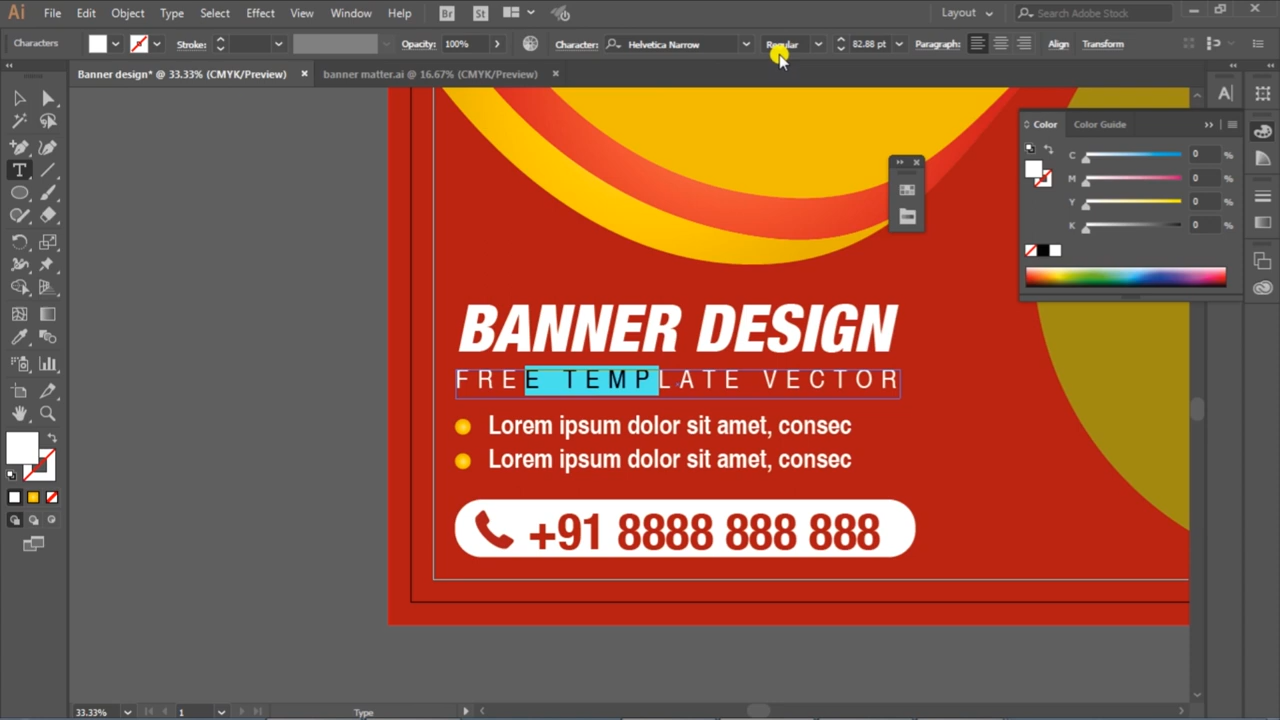 Ai File Edit Object Type Select Effect View Window Help Br St Layout Search Adobe Stock
Characters Stroke: Opacity: 100% Character: Helvetica Narrow Regular 82.88 pt Paragraph: Align Transform
Banner design* @ 33.33% (CMYK/Preview) × banner matter.ai @ 16.67% (CMYK/Preview) ×
Color Color Guide
C 0 %
M 0 %
Y 0 %
K 0 %
BANNER DESIGN
FREE TEMPLATE VECTOR
Lorem ipsum dolor sit amet, consec
Lorem ipsum dolor sit amet, consec
+91 8888 888 888
33.33% 1 Type